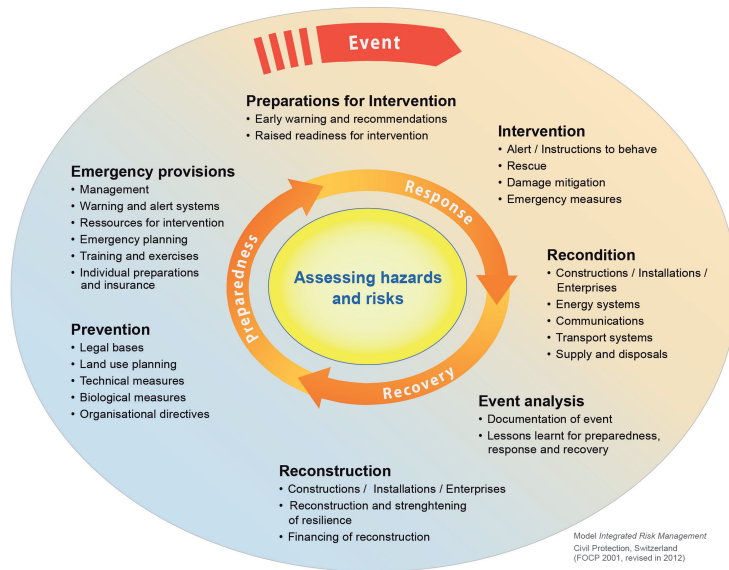 Event
Preparations for Intervention
• Early warning and recommendations
• Raised readiness for intervention
Intervention
• Alert / Instructions to behave
• Rescue
• Damage mitigation
• Emergency measures
Emergency provisions
• Management
• Warning and alert systems
• Ressources for intervention
• Emergency planning
• Training and exercises
• Individual preparations
and insurance
Response
Preparedness
Recovery
Assessing hazards
and risks
Recondition
• Constructions / Installations /
Enterprises
• Energy systems
• Communications
• Transport systems
• Supply and disposals
Prevention
• Legal bases
• Land use planning
• Technical measures
• Biological measures
• Organisational directives
Event analysis
• Documentation of event
• Lessons learnt for preparedness,
response and recovery
Reconstruction
• Constructions / Installations / Enterprises
• Reconstruction and strenghtening
of resilience
• Financing of reconstruction
Model Integrated Risk Management
Civil Protection, Switzerland
(FOCP 2001, revised in 2012)